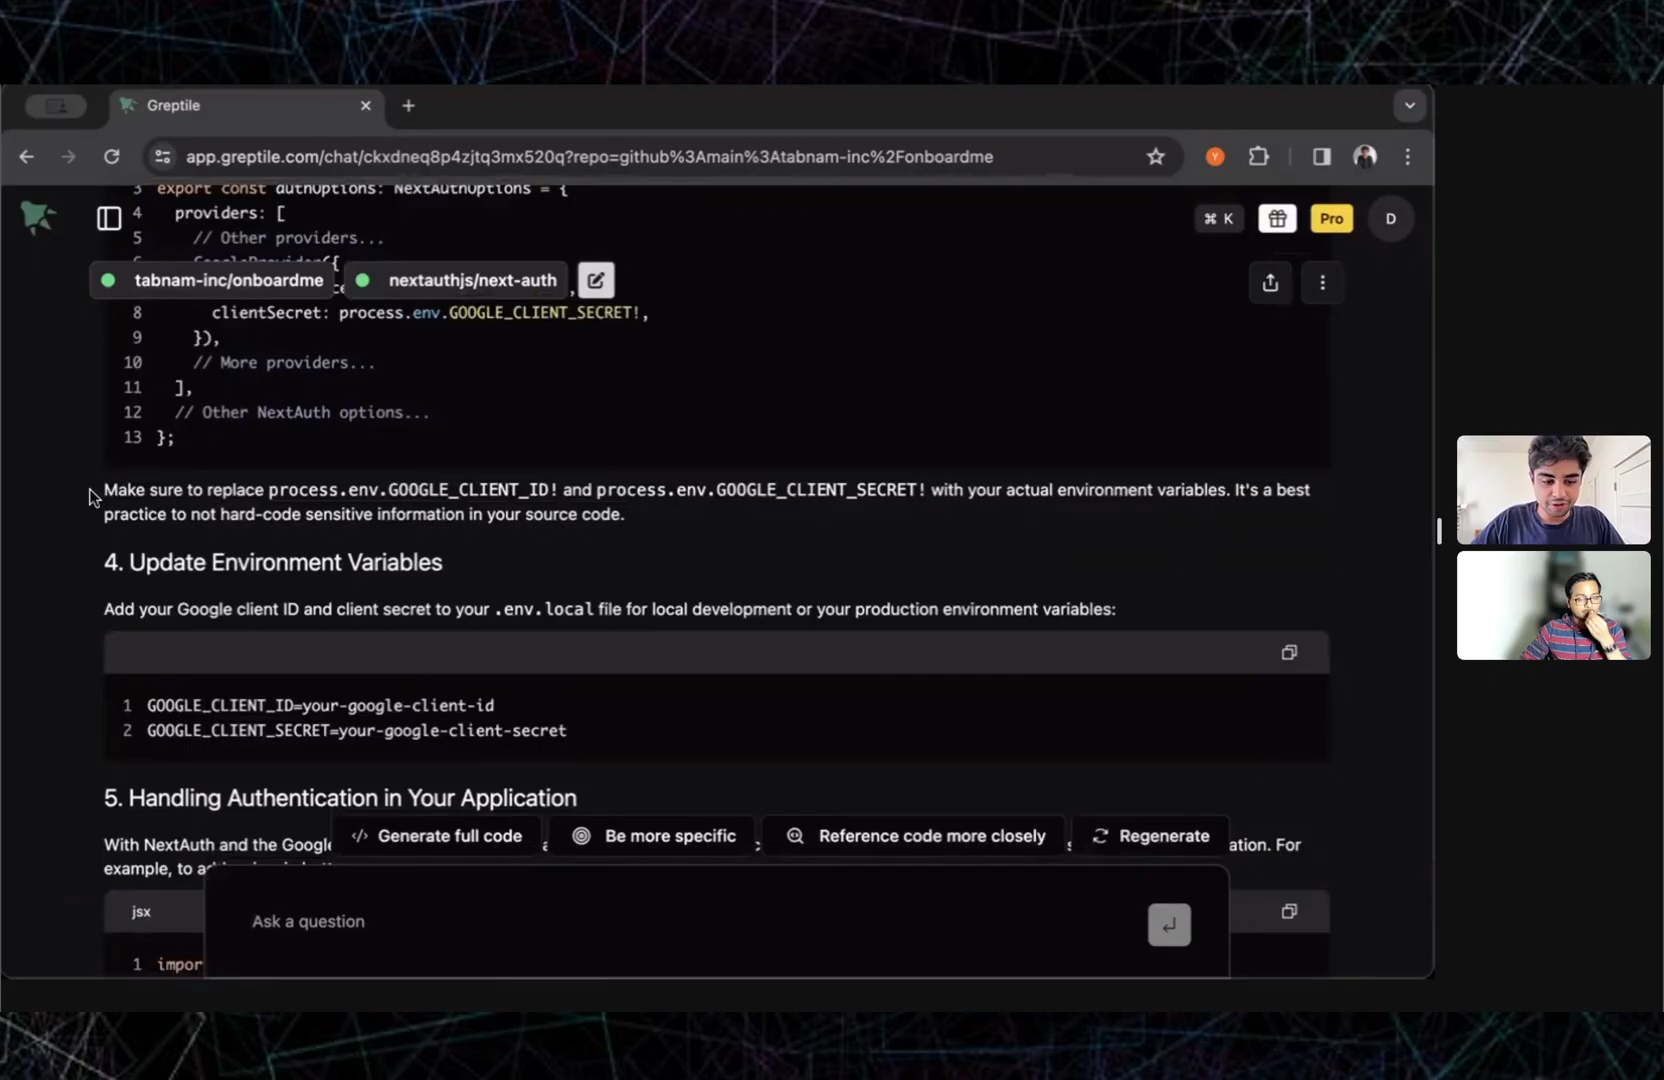 Greptile
app.greptile.com/chat/ckxdneq8p4zjtq3mx520q?repo=github%3Amain%3Atabnam-inc%2Fonboardme
Y
3 export const authOptions: NextAuthOptions = {
4 providers: [
⌘ K
Pro
D
5 // Other providers...
tabnam-inc/onboardme
nextauthjs/next-auth
8 clientSecret: process.env.GOOGLE_CLIENT_SECRET!,
9 }),
10 // More providers...
11 ],
12 // Other NextAuth options...
13 };
Make sure to replace process.env.GOOGLE_CLIENT_ID! and process.env.GOOGLE_CLIENT_SECRET! with your actual environment variables. It's a best
practice to not hard-code sensitive information in your source code.
4. Update Environment Variables
Add your Google client ID and client secret to your .env.local file for local development or your production environment variables:
1 GOOGLE_CLIENT_ID=your-google-client-id
2 GOOGLE_CLIENT_SECRET=your-google-client-secret
5. Handling Authentication in Your Application
Generate full code
Be more specific
Reference code more closely
Regenerate
With NextAuth and the Google
ation. For
example, to
jsx
Ask a question
1 impor